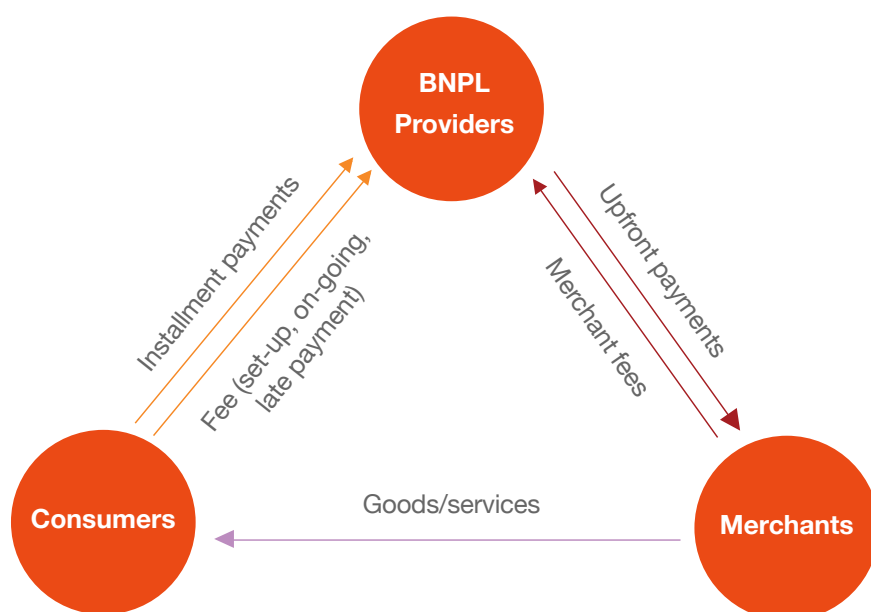 BNPL
Providers
Installment payments
Fee (set-up, on-going,
late payment)
Upfront payments
Merchant fees
Consumers
Goods/services
Merchants